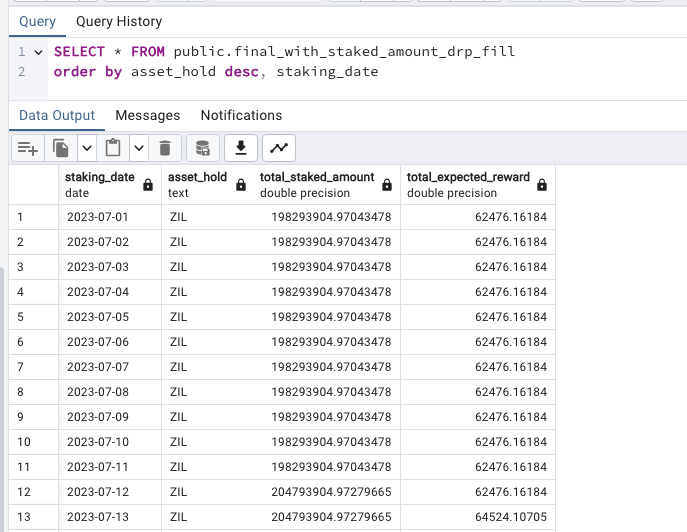 Query Query History
1 SELECT * FROM public.final_with_staked_amount_drp_fill
2 order by asset_hold desc, staking_date
Data Output Messages Notifications
staking_date asset_hold total_staked_amount total_expected_reward
date text double precision double precision
1 2023-07-01 ZIL 198293904.97043478 62476.16184
2 2023-07-02 ZIL 198293904.97043478 62476.16184
3 2023-07-03 ZIL 198293904.97043478 62476.16184
4 2023-07-04 ZIL 198293904.97043478 62476.16184
5 2023-07-05 ZIL 198293904.97043478 62476.16184
6 2023-07-06 ZIL 198293904.97043478 62476.16184
7 2023-07-07 ZIL 198293904.97043478 62476.16184
8 2023-07-08 ZIL 198293904.97043478 62476.16184
9 2023-07-09 ZIL 198293904.97043478 62476.16184
10 2023-07-10 ZIL 198293904.97043478 62476.16184
11 2023-07-11 ZIL 198293904.97043478 62476.16184
12 2023-07-12 ZIL 204793904.97279665 62476.16184
13 2023-07-13 ZIL 204793904.97279665 64524.10705